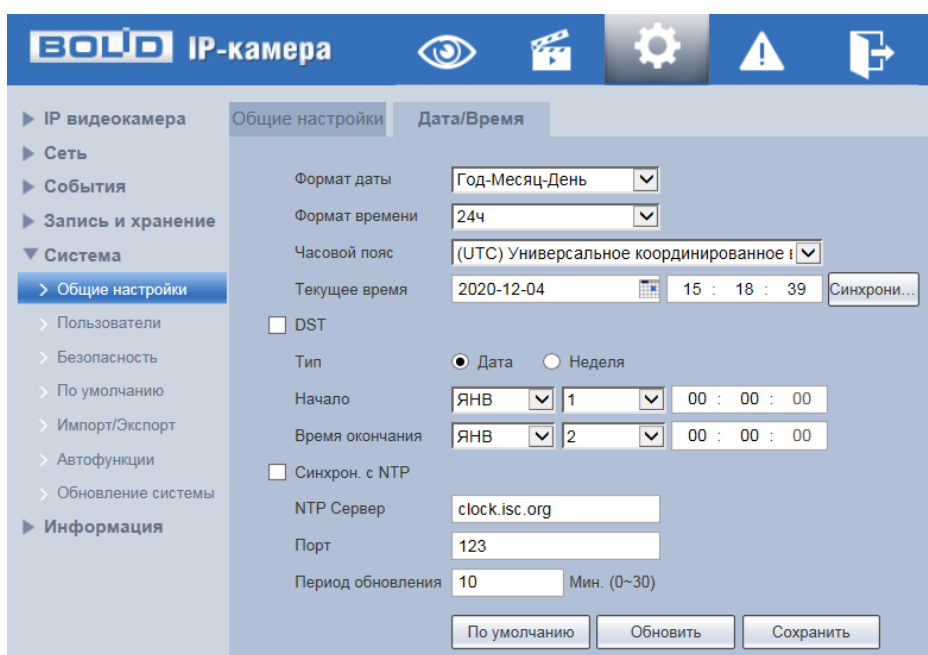 BOLID IP-камера
IP видеокамера
Сеть
События
Запись и хранение
Система
Общие настройки
Пользователи
Безопасность
По умолчанию
Импорт/Экспорт
Автофункции
Обновление системы
Информация
Общие настройки Дата/Время
Формат даты Год-Месяц-День
Формат времени 24ч
Часовой пояс (UTC) Универсальное координированное в
Текущее время 2020-12-04 15 : 18 : 39 Синхрони...
DST
Тип Дата Неделя
Начало ЯНВ 1 00 : 00 : 00
Время окончания ЯНВ 2 00 : 00 : 00
Синхрон. с NTP
NTP Сервер clock.isc.org
Порт 123
Период обновления 10 Мин. (0~30)
По умолчанию Обновить Сохранить